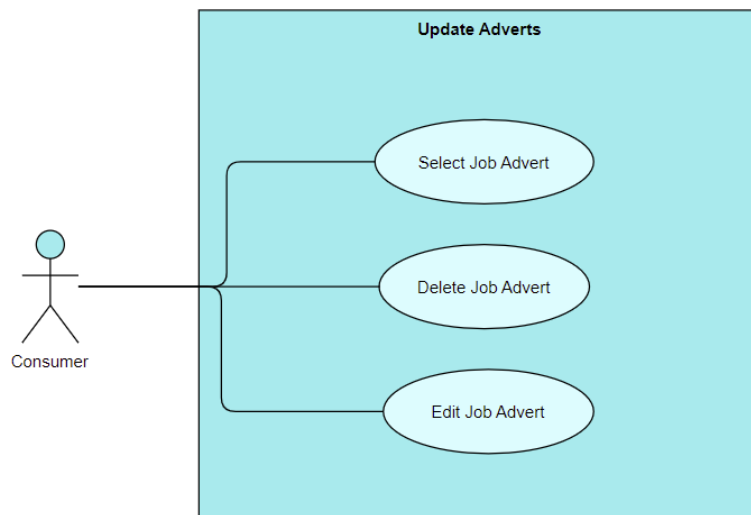 Update Adverts
Select Job Advert
Delete Job Advert
Consumer
Edit Job Advert